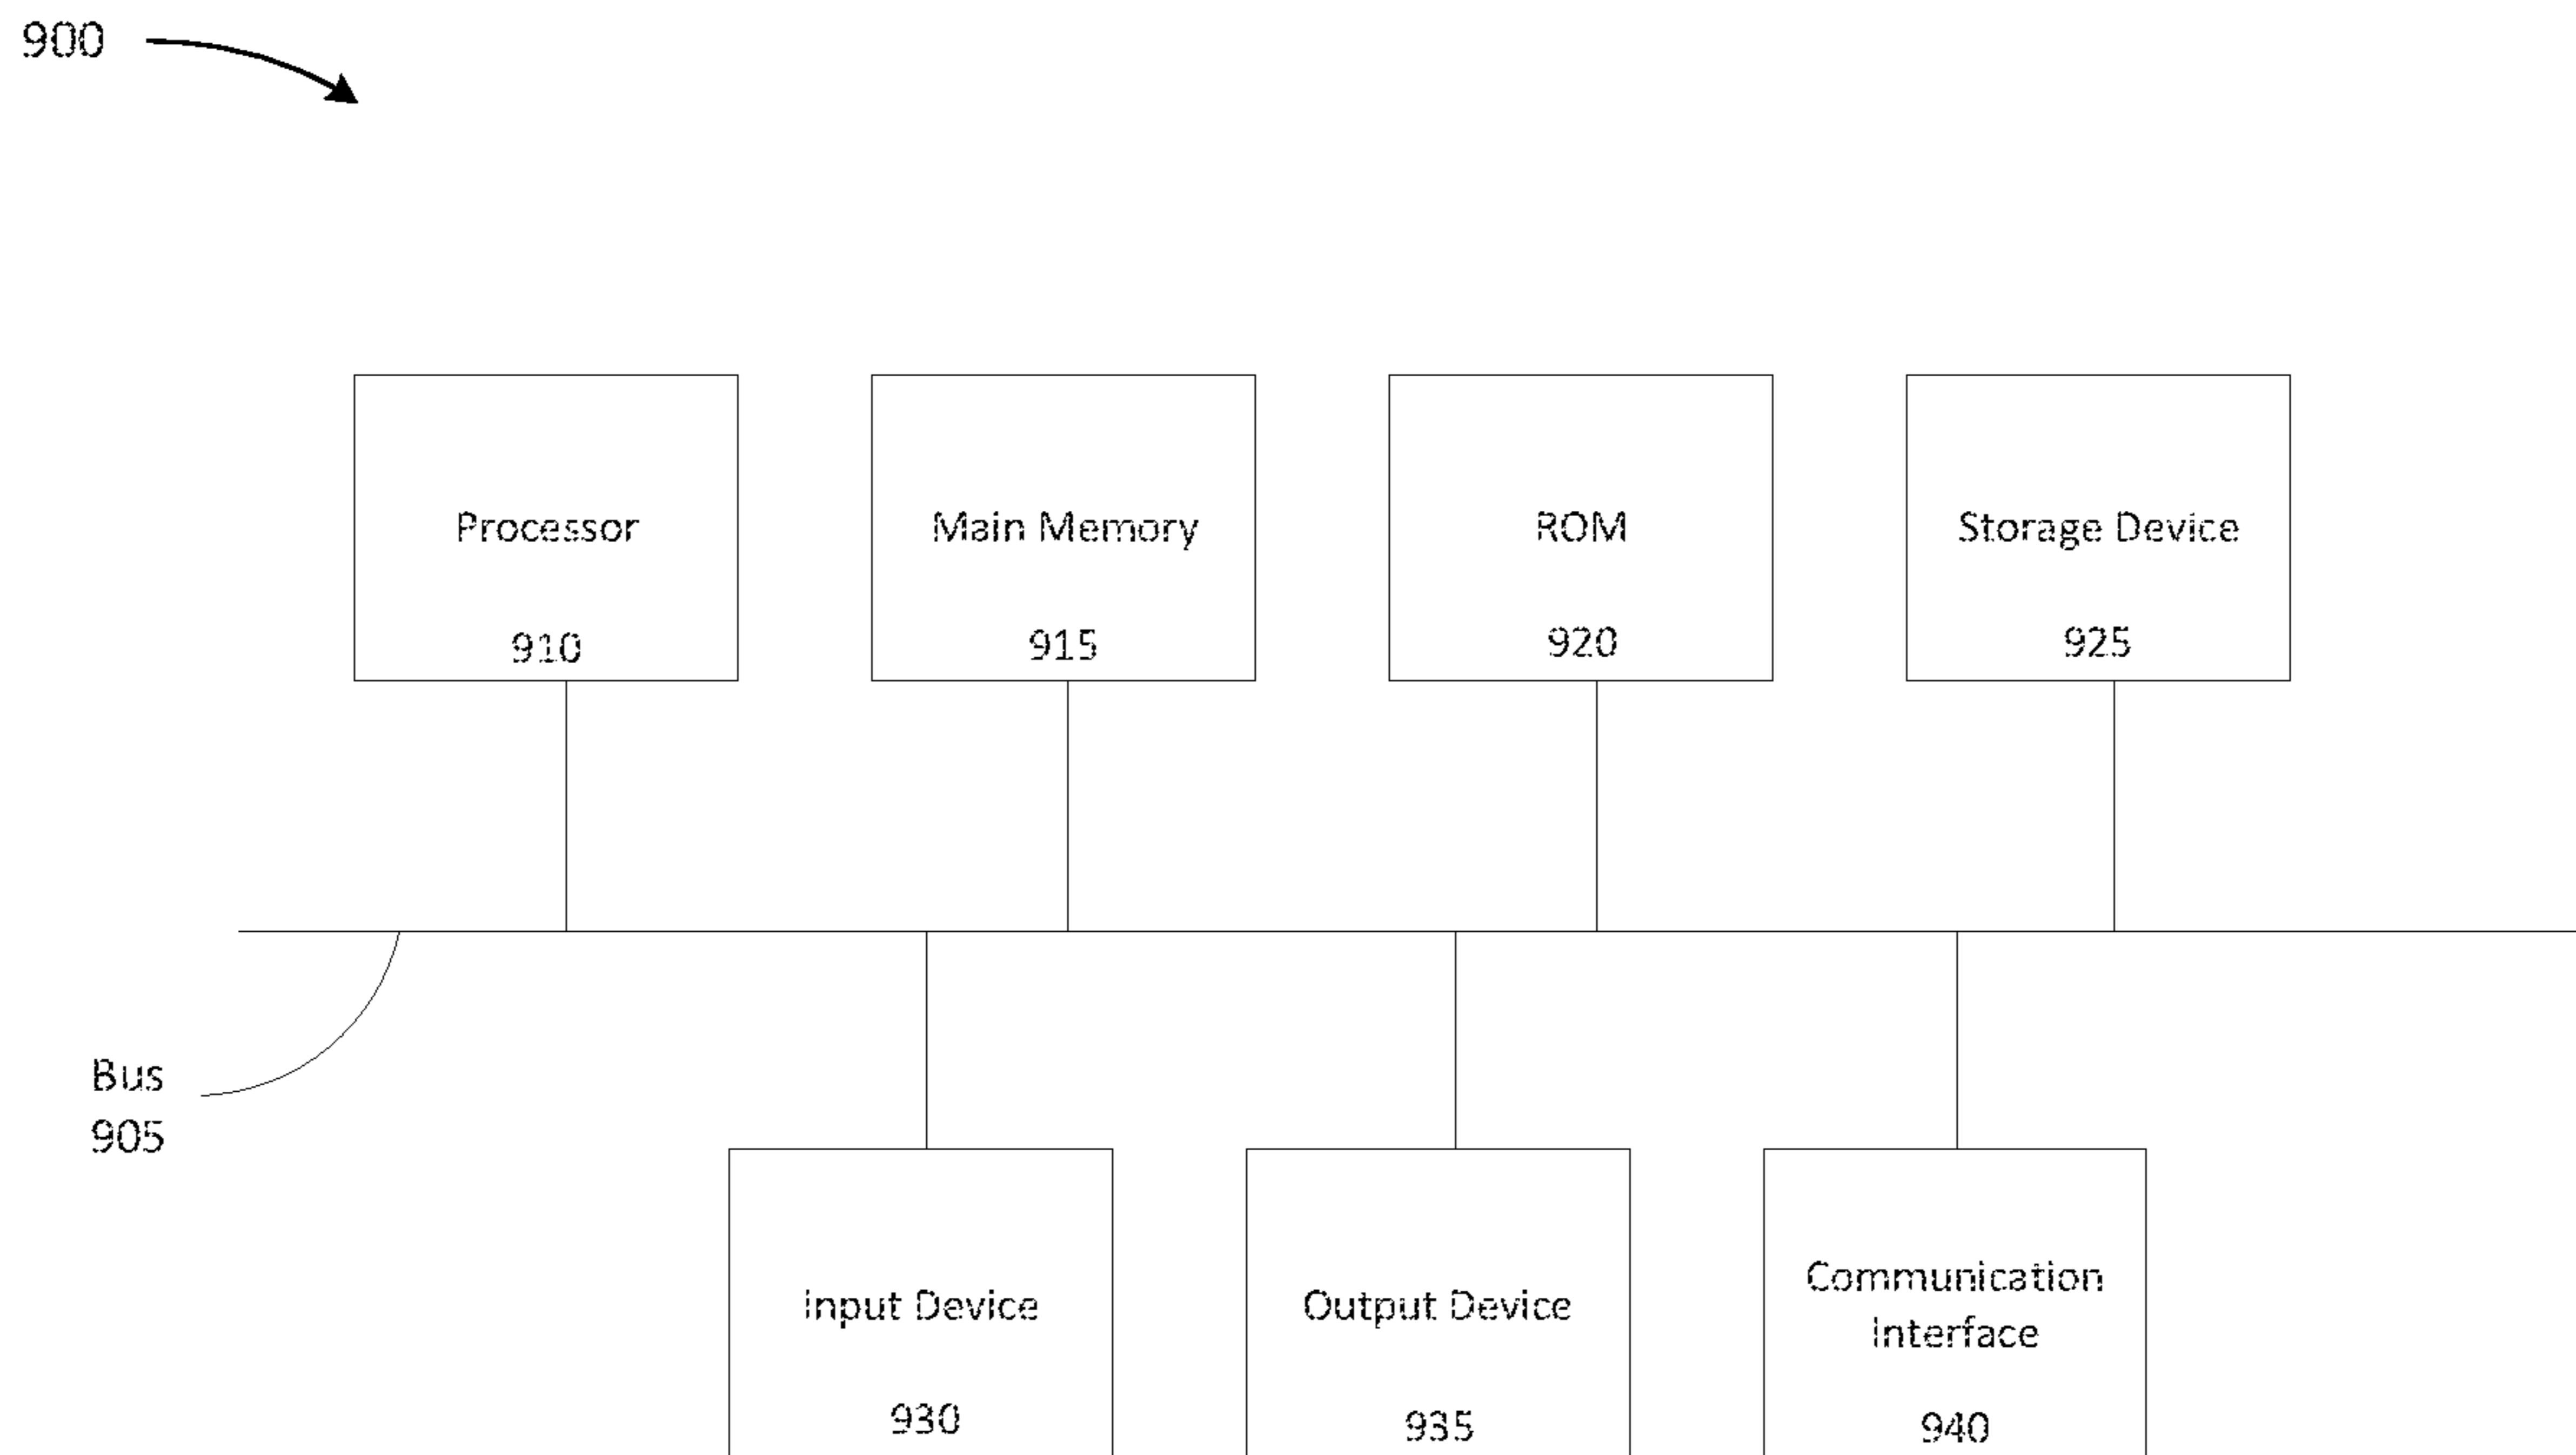 900
Processor
910
Main Memory
915
ROM
920
Storage Device
925
Bus
905
Input Device
930
Output Device
935
Communication
Interface
940